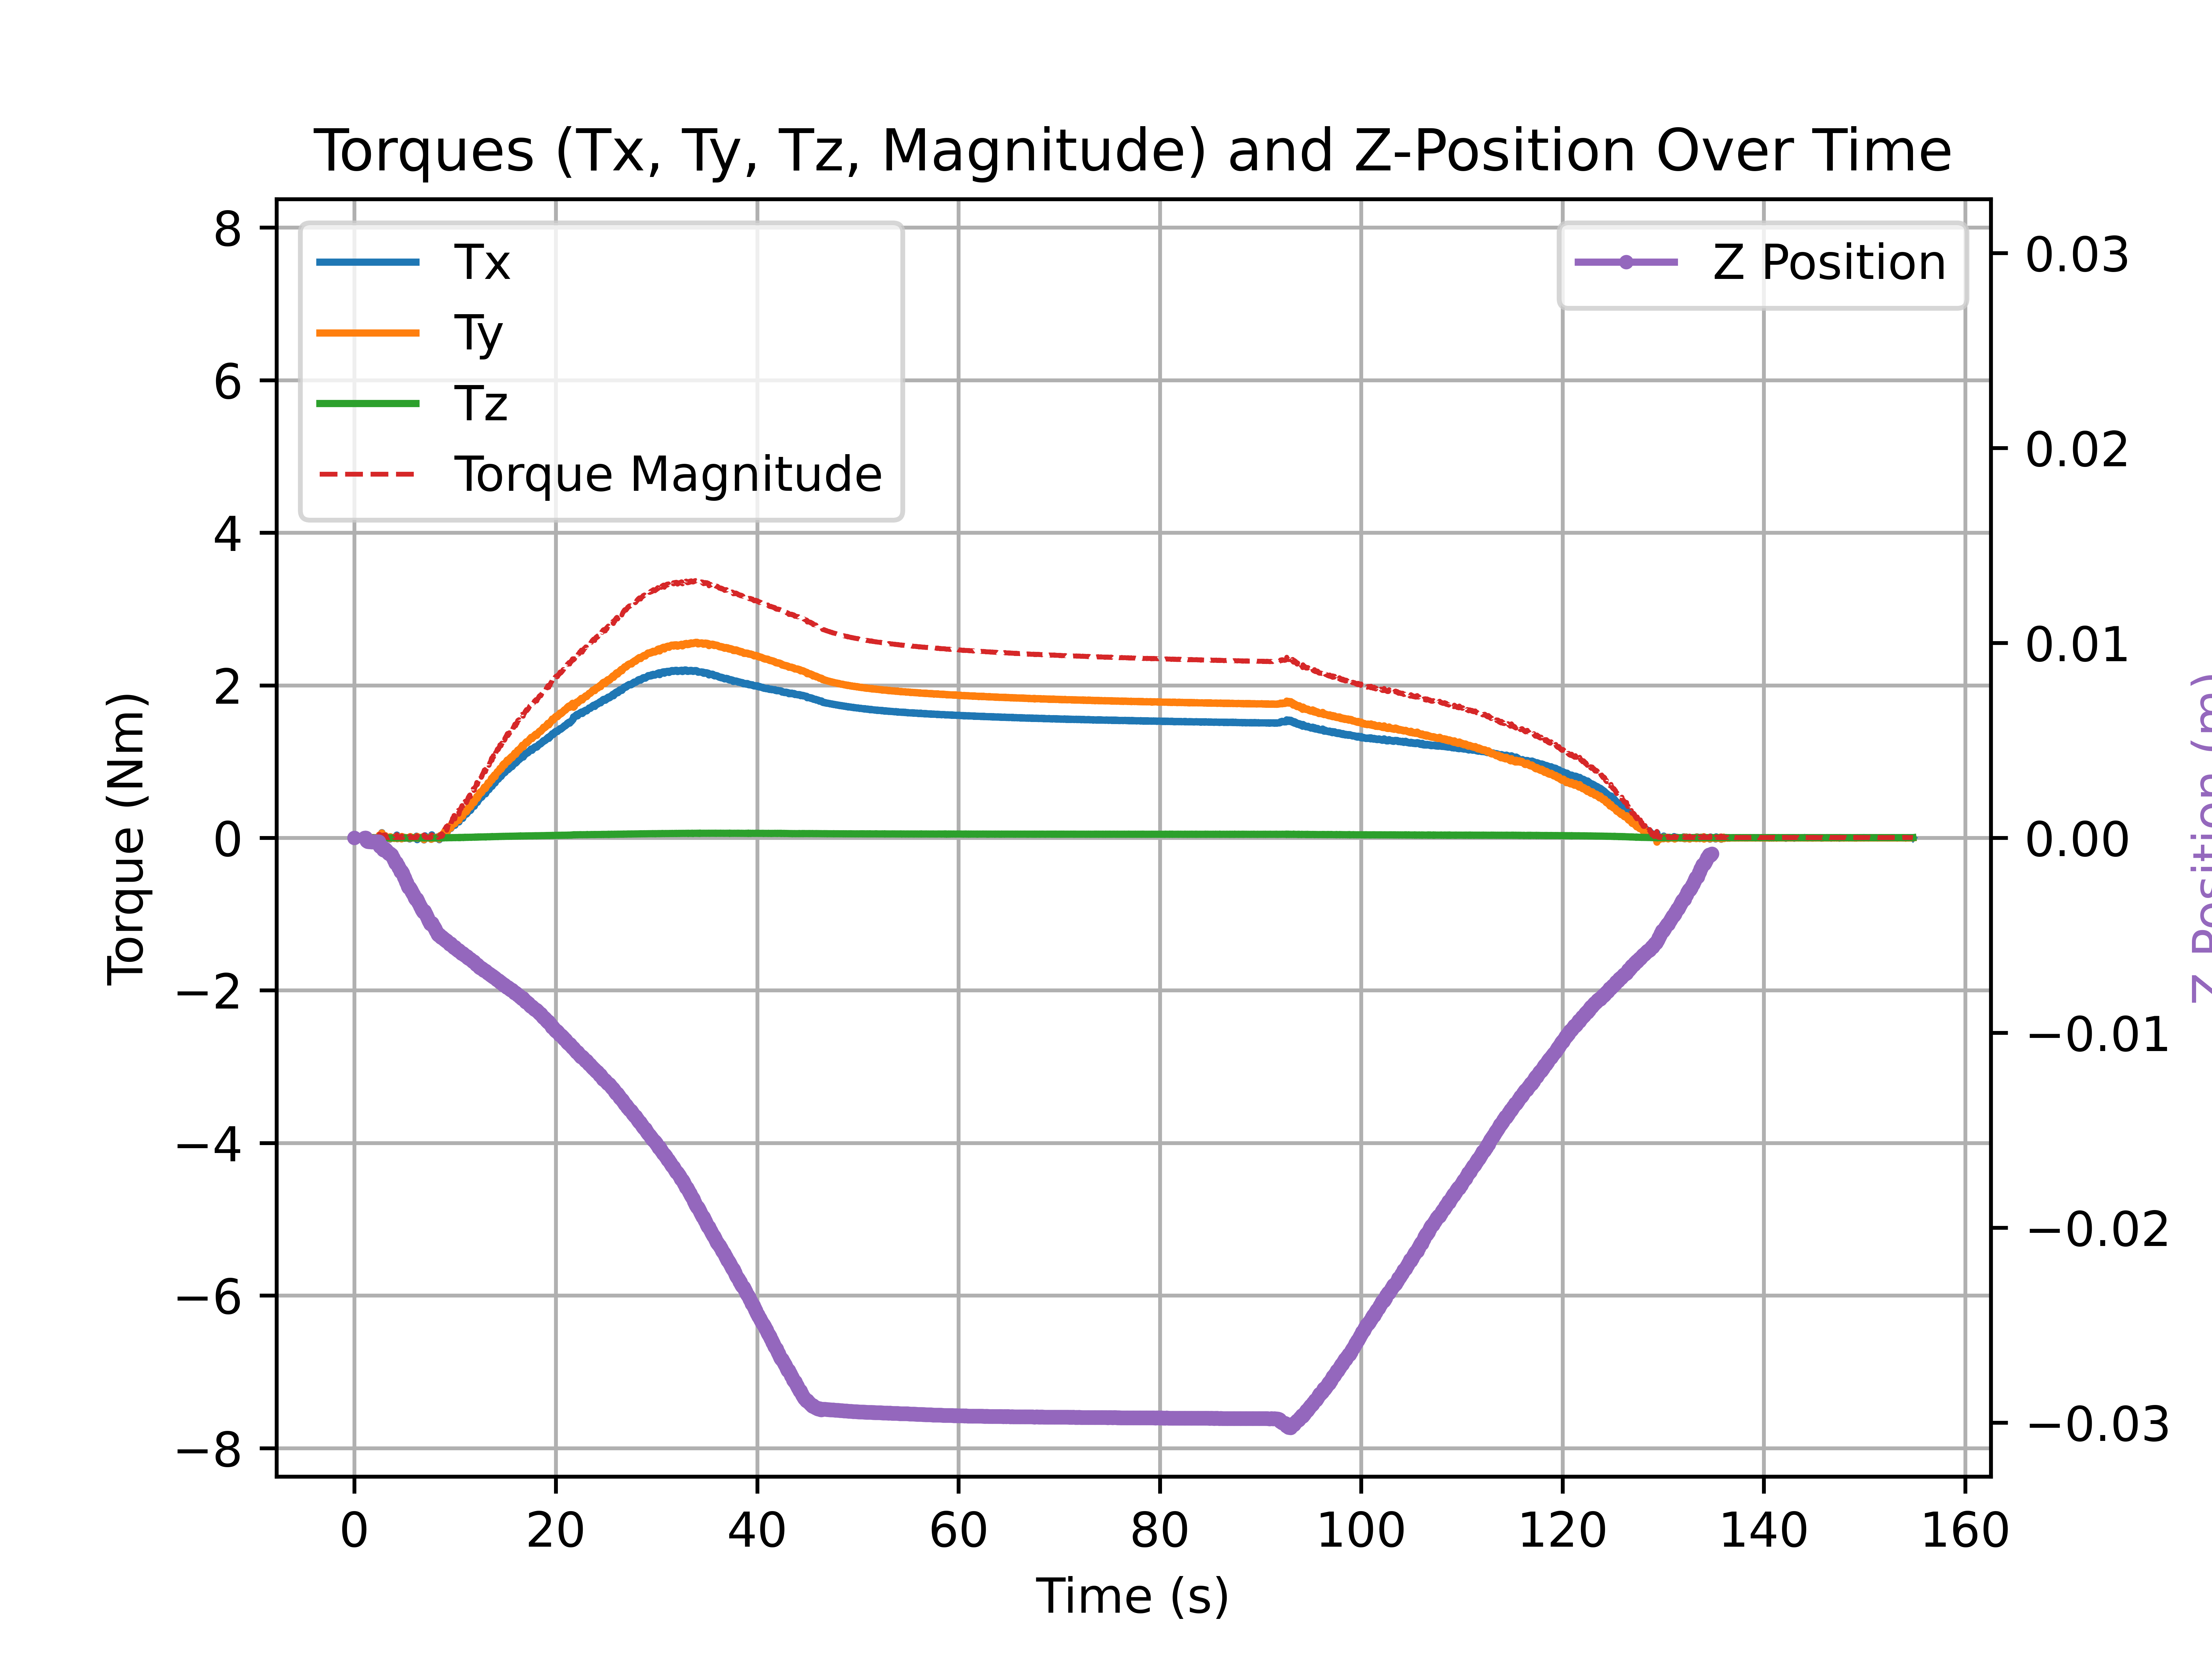 Torques (Tx, Ty, Tz, Magnitude) and Z-Position Over Time
Tx
Ty
Tz
Torque Magnitude
Z Position
Torque (Nm)
8
6
4
2
0
−2
−4
−6
−8
0.03
0.02
0.01
0.00
−0.01
−0.02
−0.03
Z Position (m)
0 20 40 60 80 100 120 140 160
Time (s)